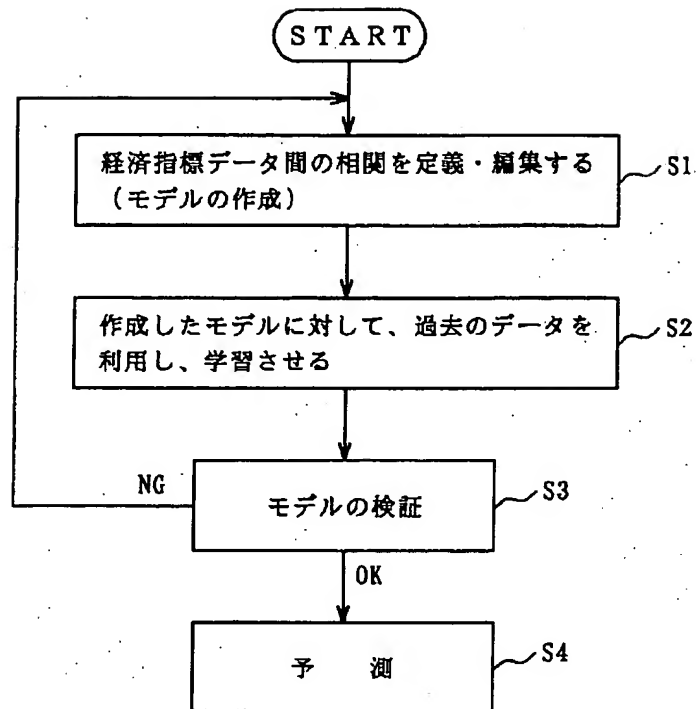 START
経済指標データ間の相関を定義・編集する
(モデルの作成)
S1
作成したモデルに対して、過去のデータを
利用し、学習させる
S2
NG
モデルの検証
S3
OK
予 測
S4